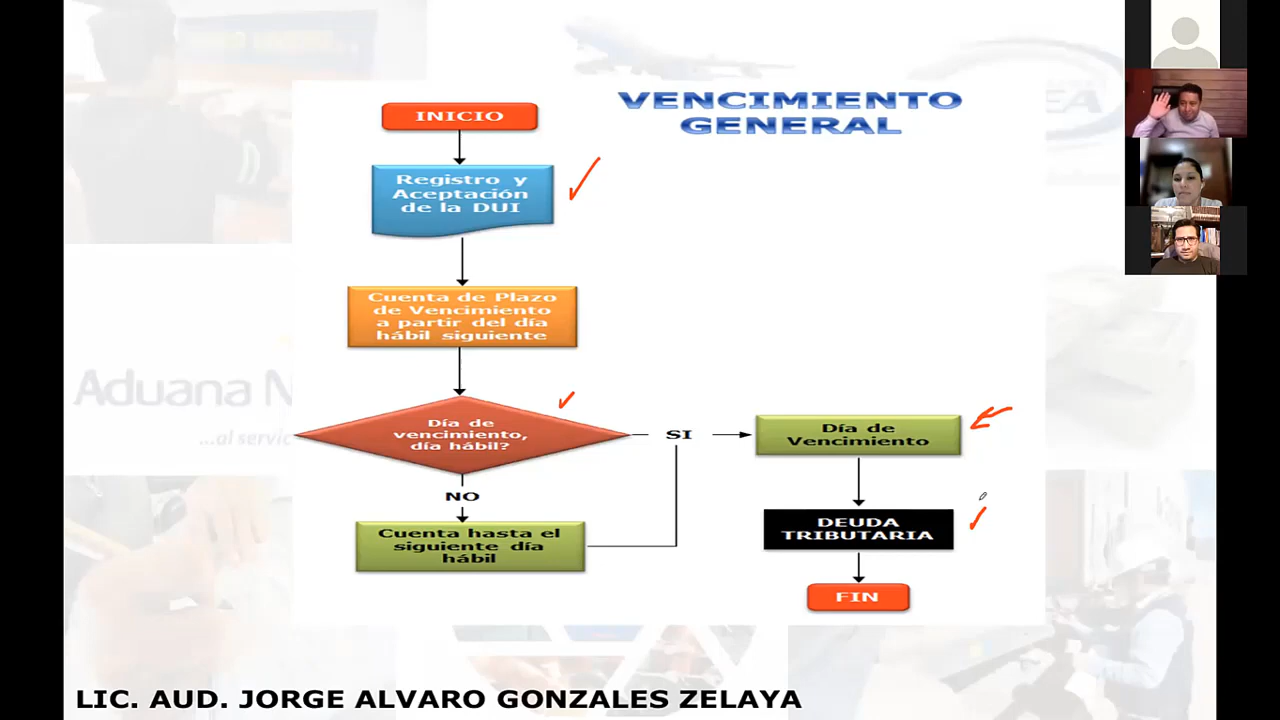 VENCIMIENTO
GENERAL
INICIO
Registro y
Aceptación
de la DUI
Cuenta de Plazo
de Vencimiento
a partir del día
hábil siguiente
Día de
vencimiento,
día hábil?
SI
Día de
Vencimiento
NO
Cuenta hasta el
siguiente día
hábil
DEUDA
TRIBUTARIA
FIN
Aduana N
...al servic
EA
LIC. AUD. JORGE ALVARO GONZALES ZELAYA